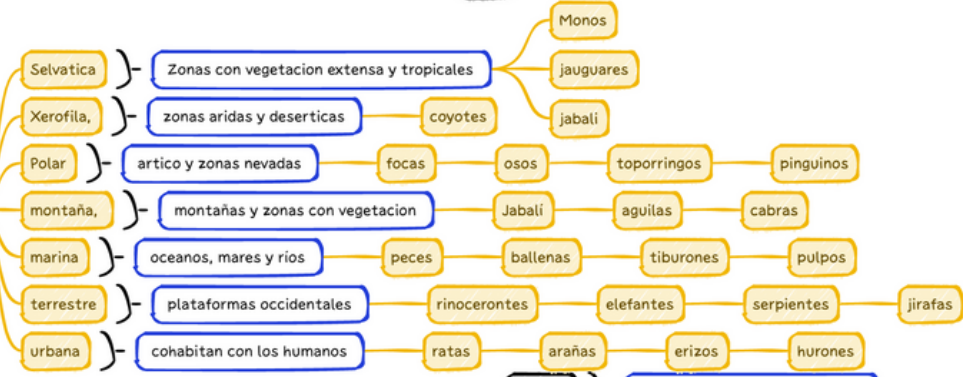 Monos
Selvatica Zonas con vegetacion extensa y tropicales jauguares
jabali
Xerofila, zonas aridas y deserticas coyotes
Polar artico y zonas nevadas focas osos toporringos pinguinos
montaña, montañas y zonas con vegetacion Jabalí aguilas cabras
marina oceanos, mares y rios peces ballenas tiburones pulpos
terrestre plataformas occidentales rinocerontes elefantes serpientes jirafas
urbana cohabitan con los humanos ratas arañas erizos hurones